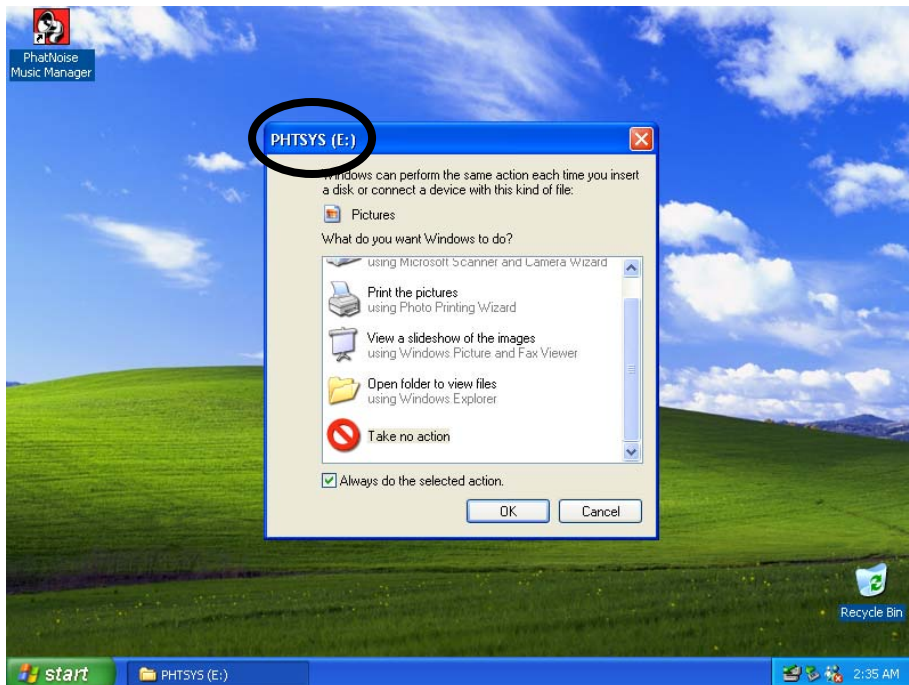 PhatNoise
Music Manager
PHTSYS (E:)
Windows can perform the same action each time you insert
a disk or connect a device with this kind of file:
Pictures
What do you want Windows to do?
using Microsoft Scanner and Camera Wizard
Print the pictures
using Photo Printing Wizard
View a slideshow of the images
using Windows Picture and Fax Viewer
Open folder to view files
using Windows Explorer
Take no action
Always do the selected action.
OK
Cancel
Recycle Bin
start
PHTSYS (E:)
2:35 AM